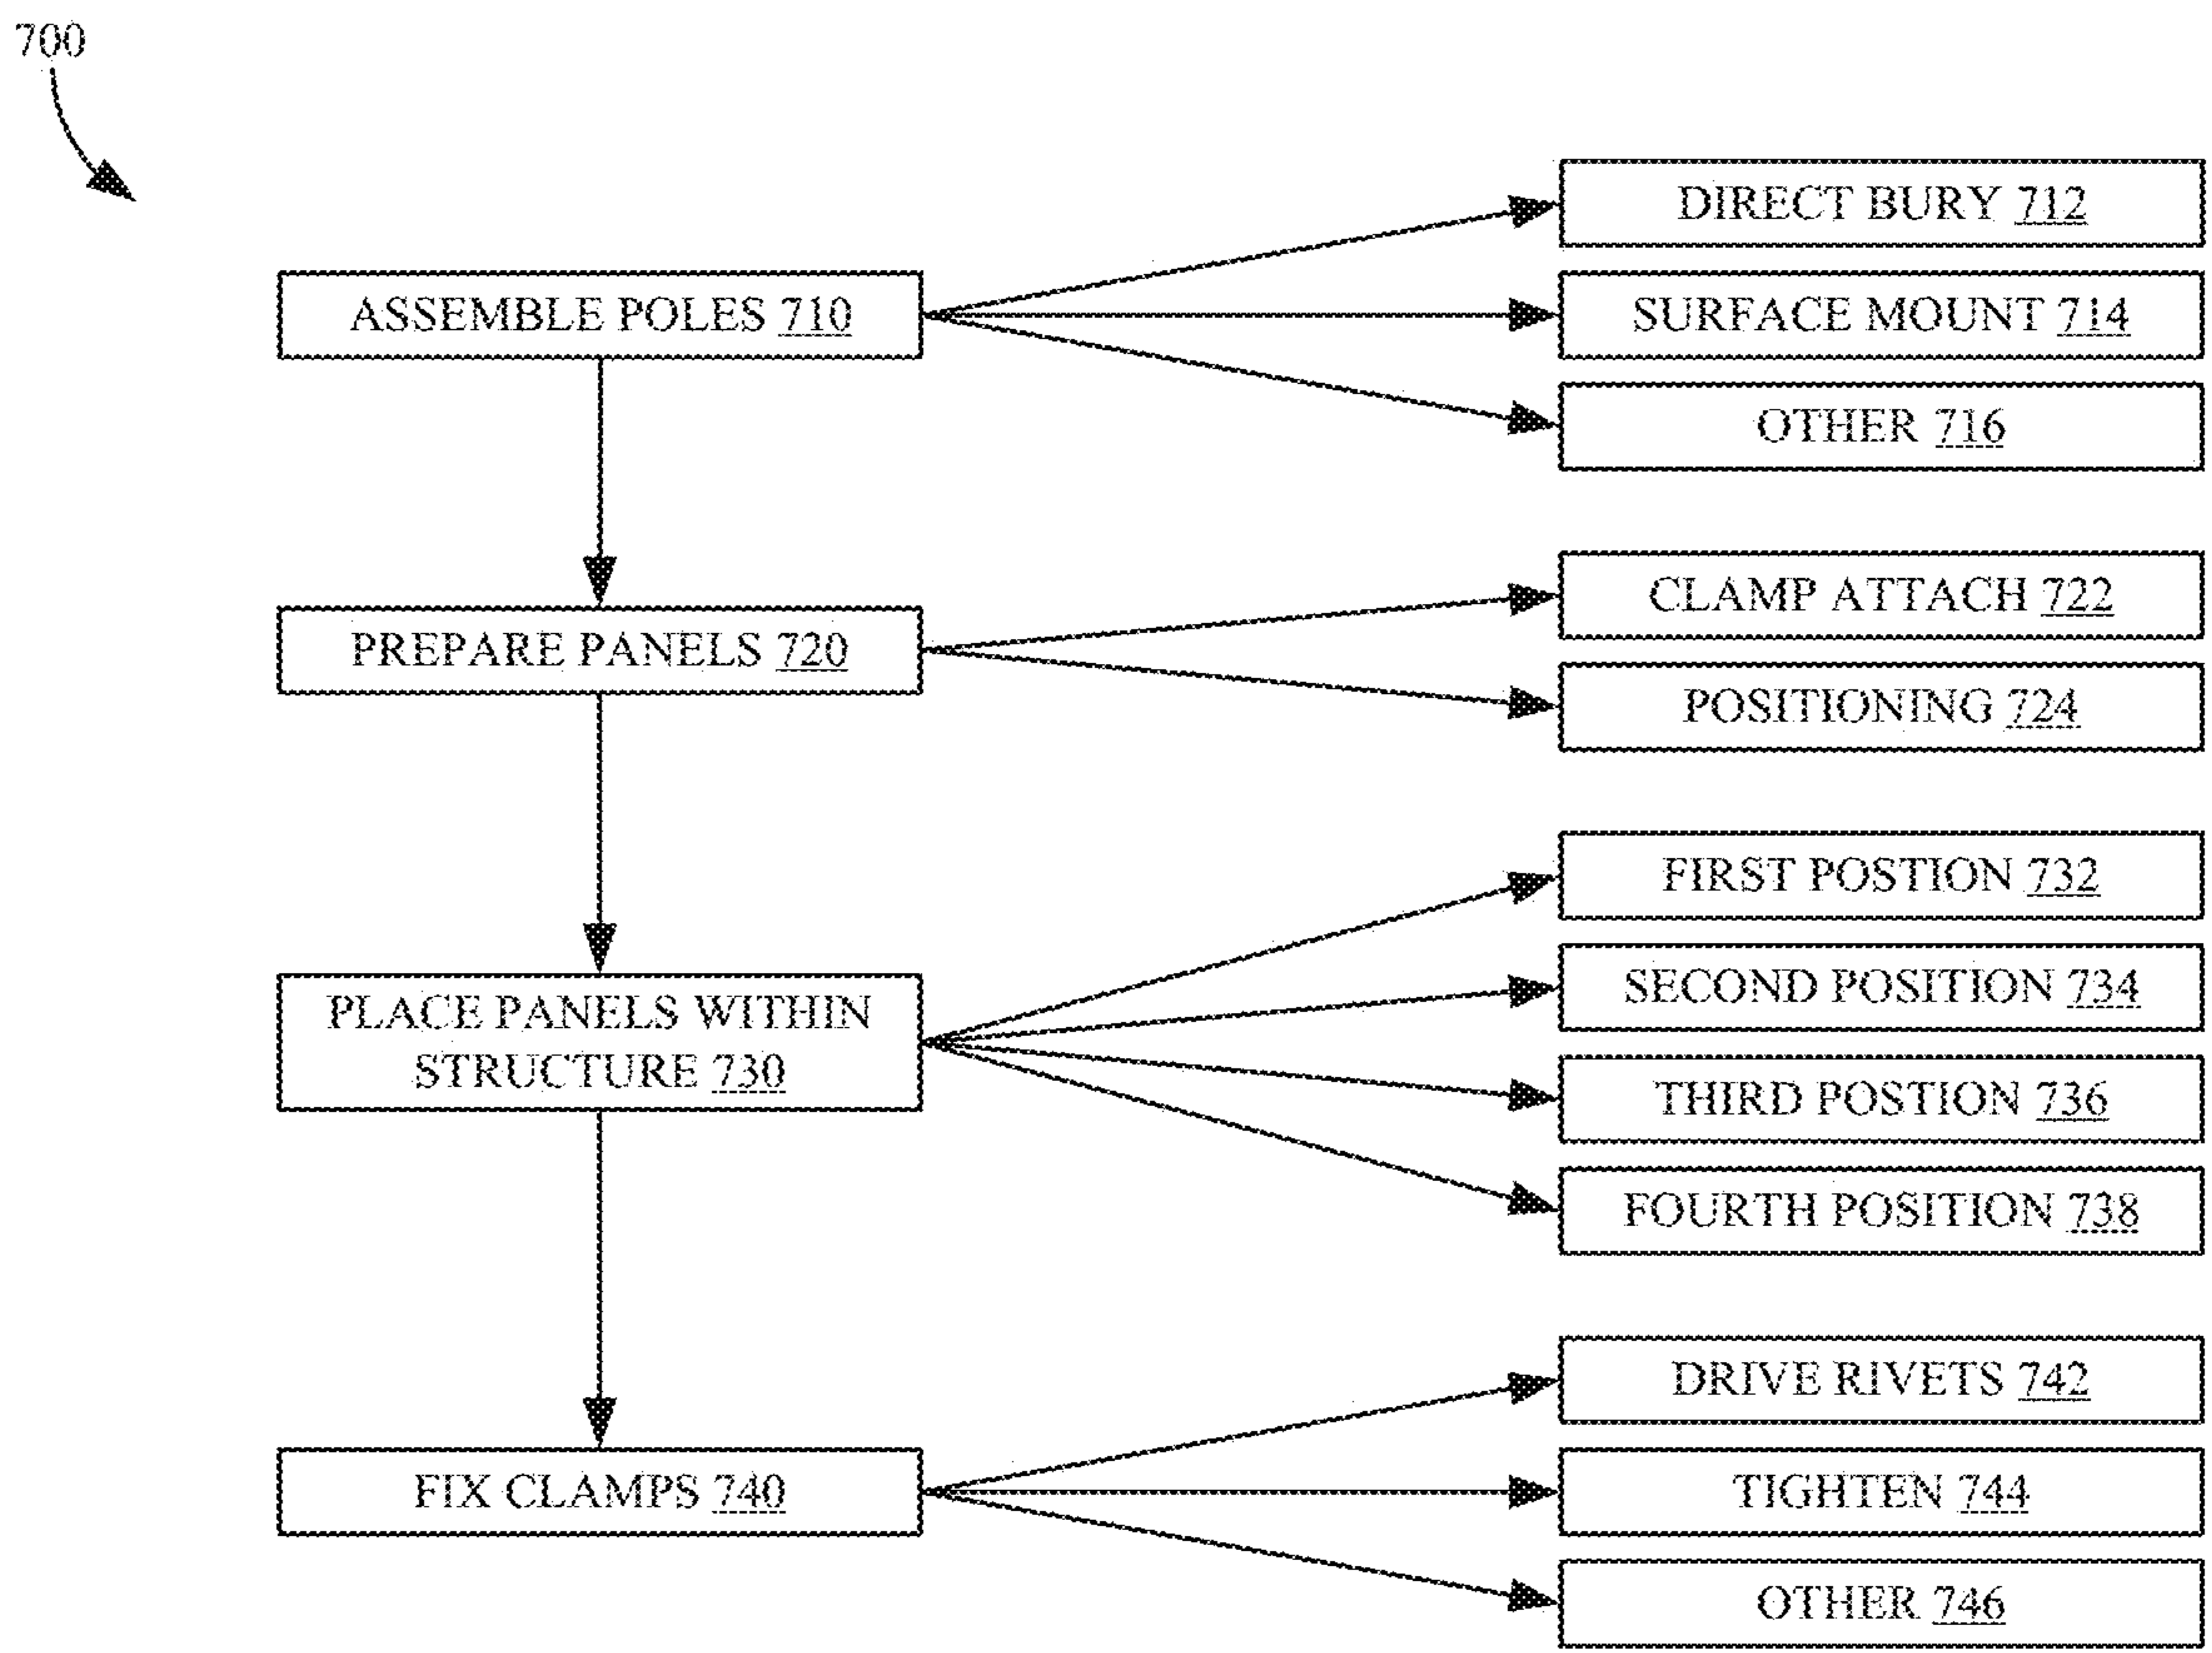 700
DIRECT BURY 712
ASSEMBLE POLES 710
SURFACE MOUNT 714
OTHER 716
CLAMP ATTACH 722
PREPARE PANELS 720
POSITIONING 724
FIRST POSTION 732
SECOND POSITION 734
PLACE PANELS WITHIN
STRUCTURE 730
THIRD POSTION 736
FOURTH POSITION 738
DRIVE RIVETS 742
FIX CLAMPS 740
TIGHTEN 744
OTHER 746